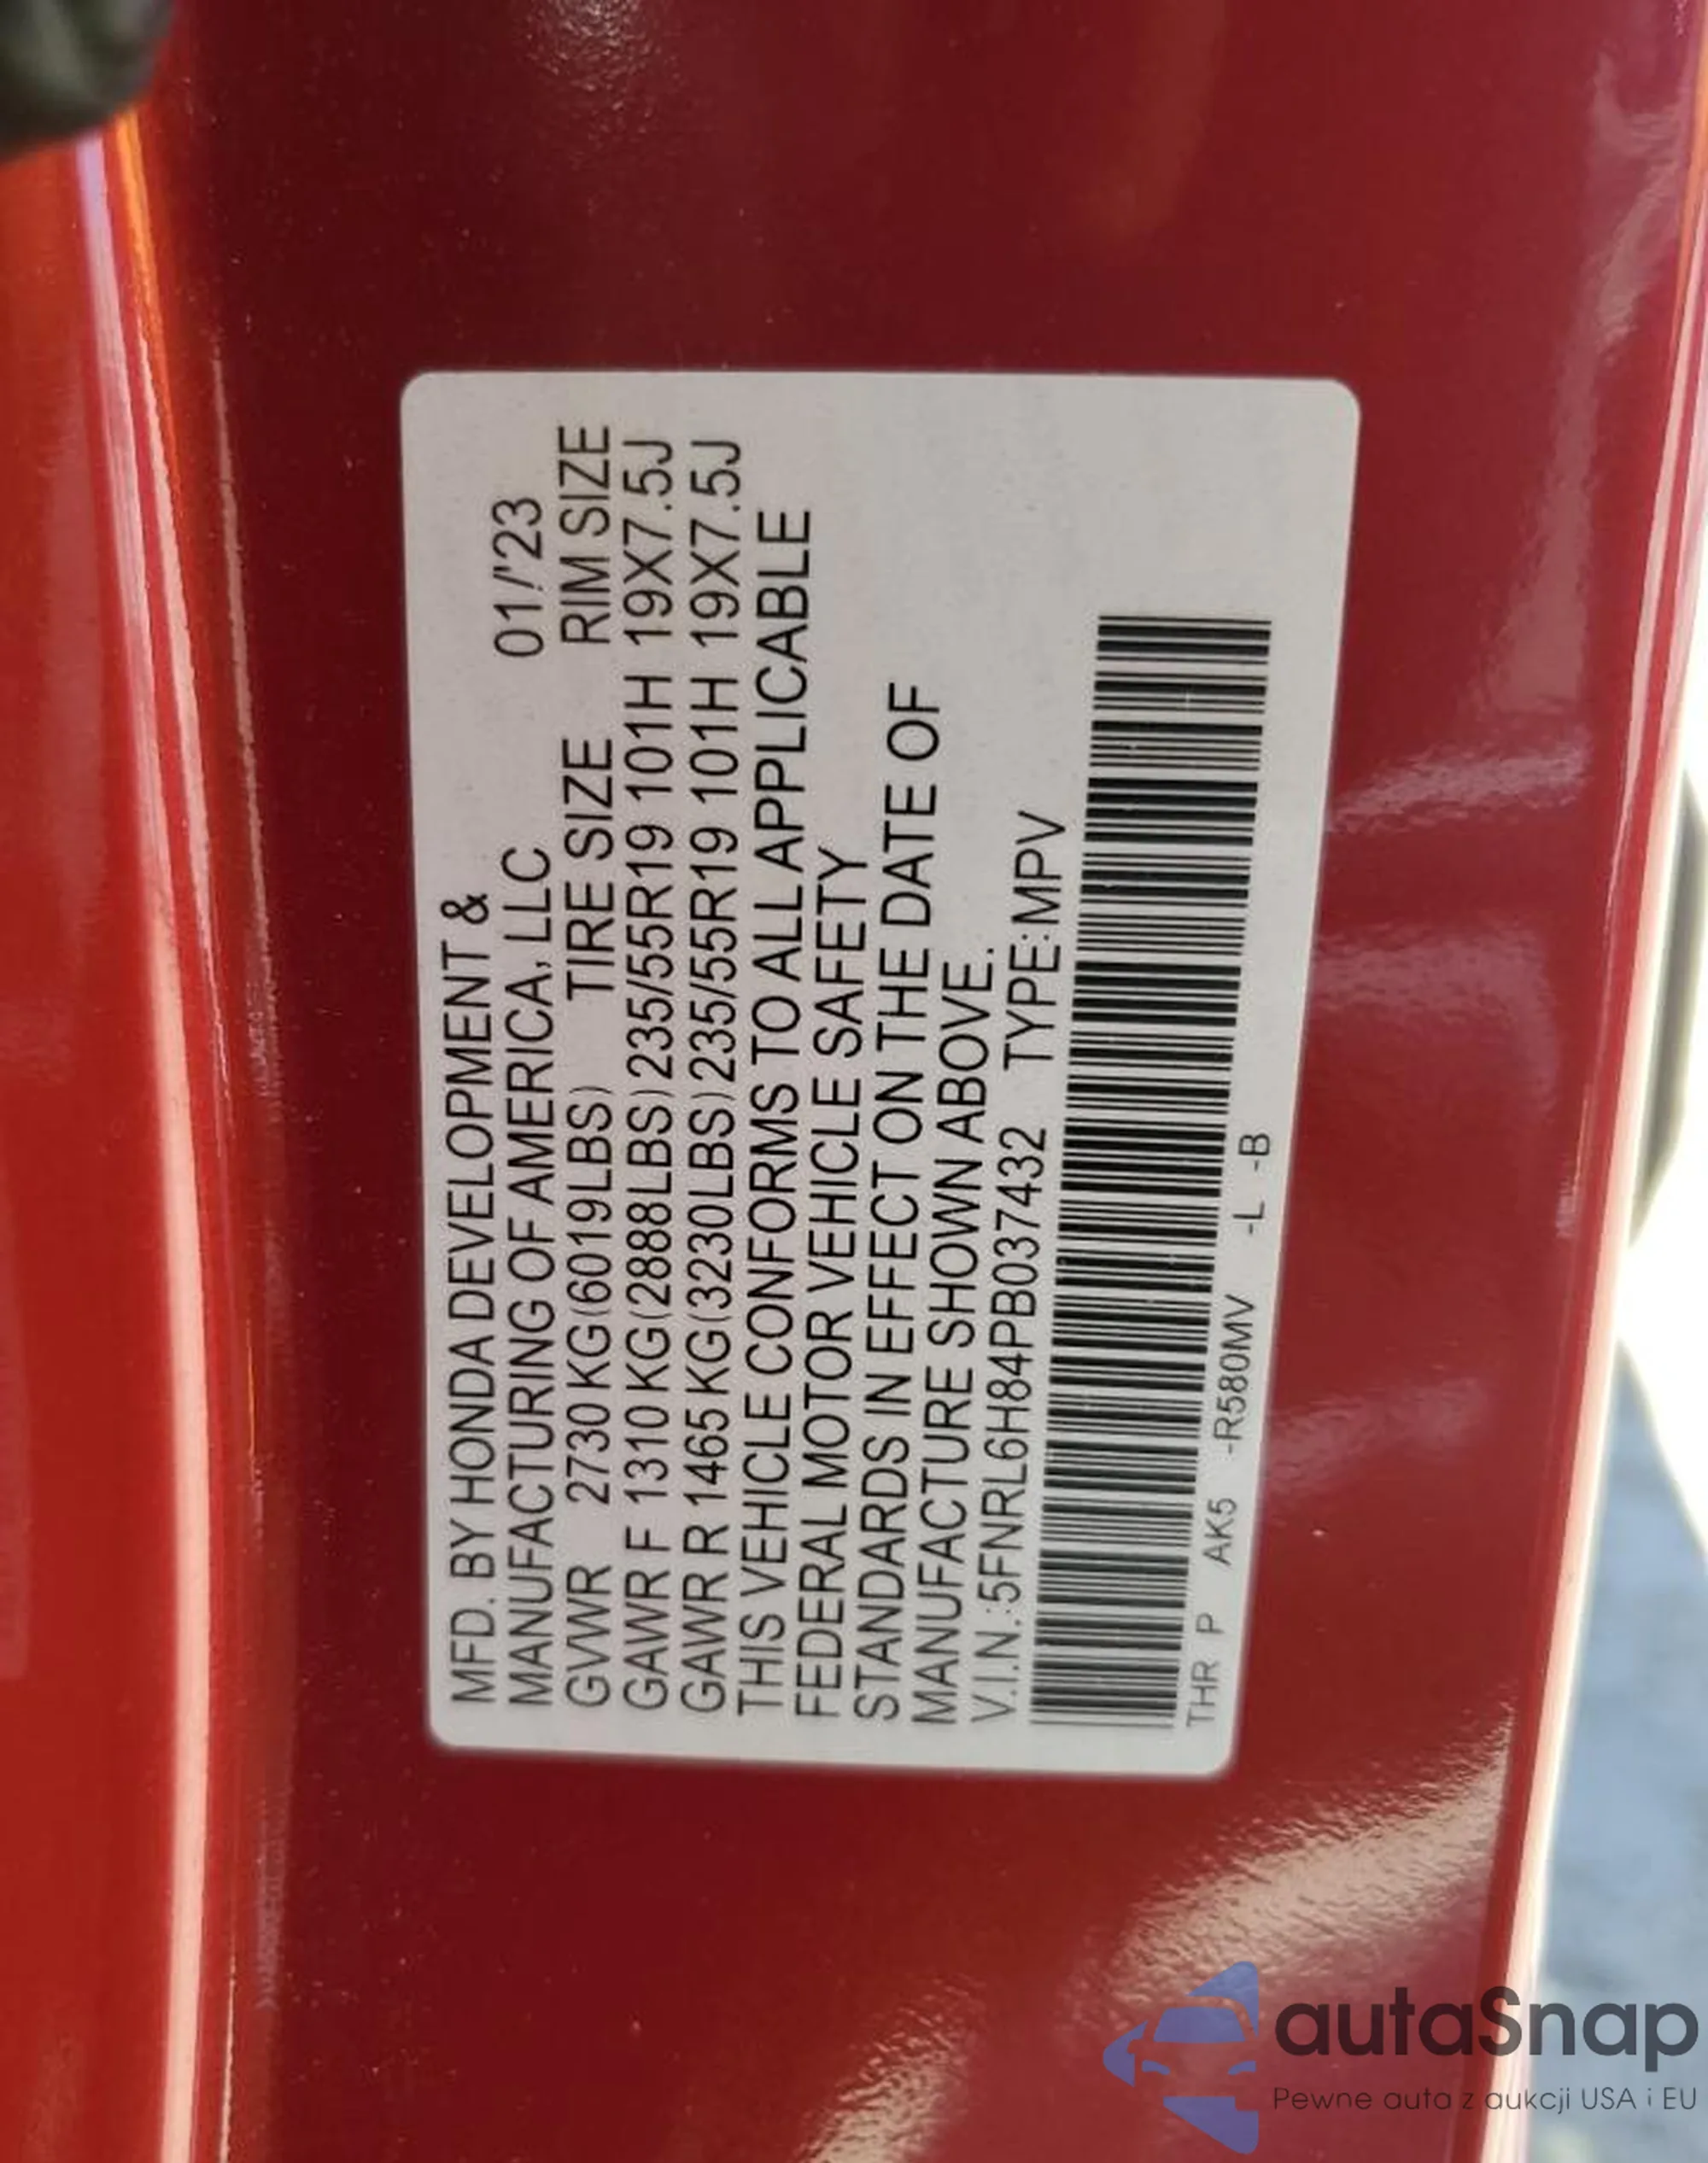 MFD. BY HONDA DEVELOPMENT &
MANUFACTURING OF AMERICA, LLC 01/'23
GVWR 2730 KG(6019LBS) TIRE SIZE RIM SIZE
GAWR F 1310 KG(2888LBS) 235/55R19 101H 19X7.5J
GAWR R 1465 KG(3230LBS) 235/55R19 101H 19X7.5J
THIS VEHICLE CONFORMS TO ALL APPLICABLE
FEDERAL MOTOR VEHICLE SAFETY
STANDARDS IN EFFECT ON THE DATE OF
MANUFACTURE SHOWN ABOVE.
V.I.N.:5FNRL6H84PB037432 TYPE:MPV
THR P AK5 -R580MV -L -B
autaSnap
Pewne auta z aukcji USA i EU